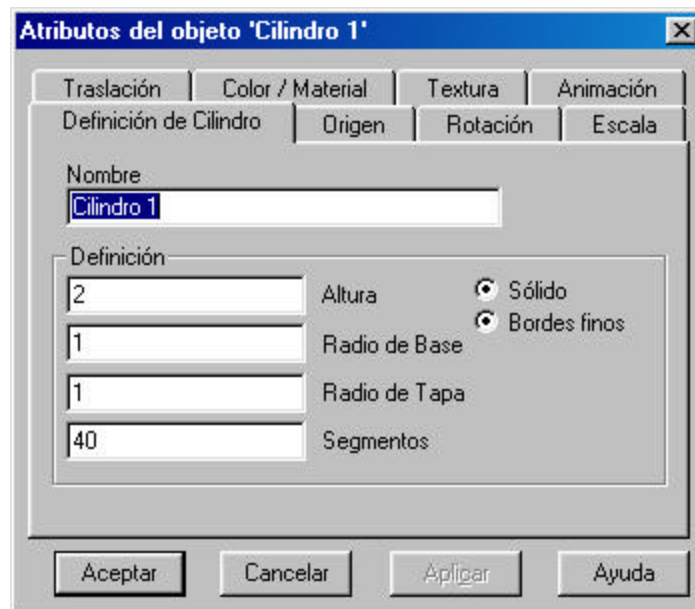 Atributos del objeto 'Cilindro 1'
Traslación Color / Material Textura Animación
Definición de Cilindro Origen Rotación Escala
Nombre
Cilindro 1
Definición
2 Altura Sólido
Bordes finos
1 Radio de Base
1 Radio de Tapa
40 Segmentos
Aceptar Cancelar Aplicar Ayuda